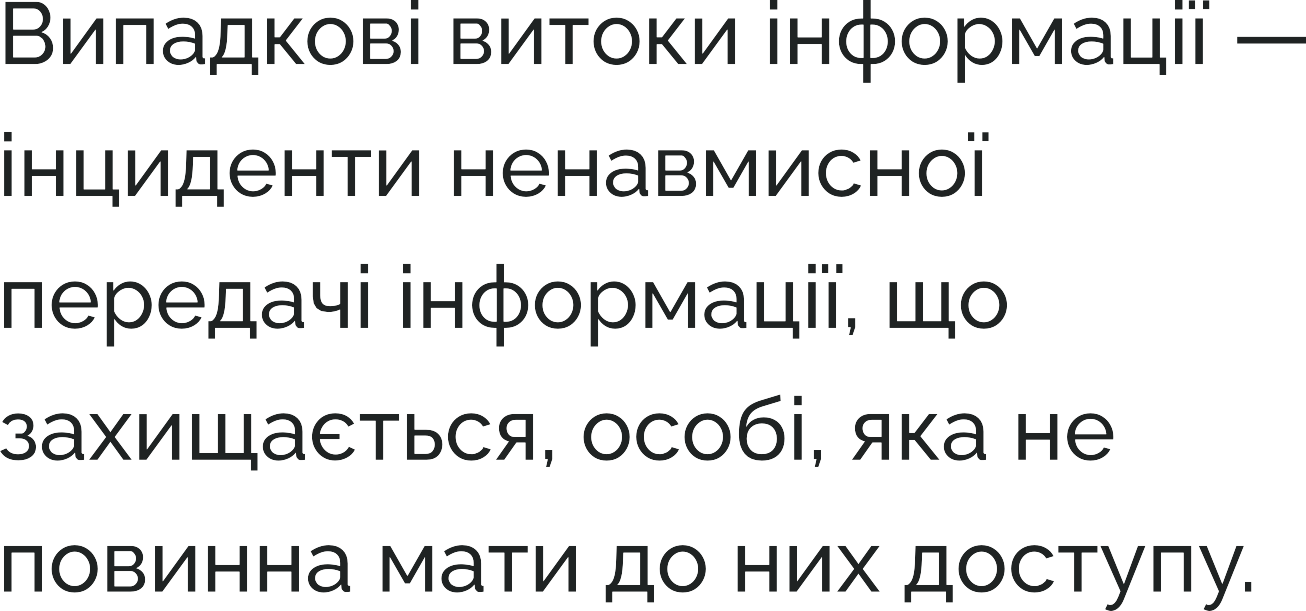 Випадкові витоки інформації —
інциденти ненавмисної
передачі інформації, що
захищається, особі, яка не
повинна мати до них доступу.